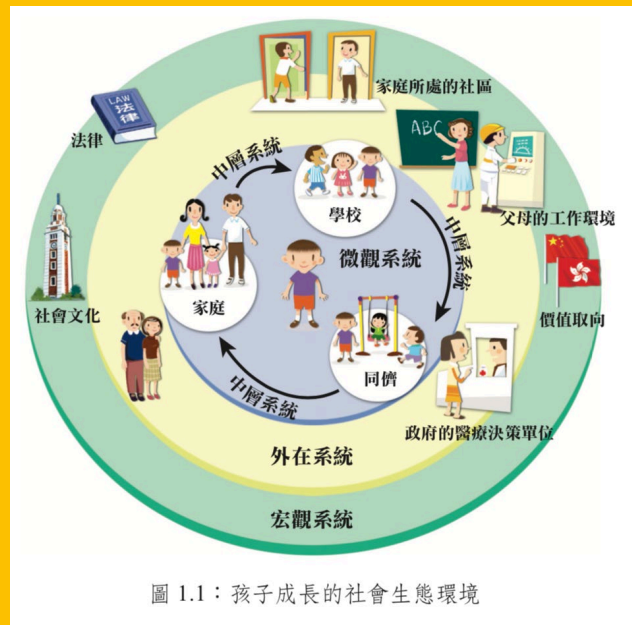 家庭所處的社區
LAW
法律
法律
ABC
中層系統
學校
中層系統
父母的工作環境
微觀系統
社會文化
家庭
價值取向
同儕
中層系統
政府的醫療決策單位
外在系統
宏觀系統
圖 1.1：孩子成長的社會生態環境